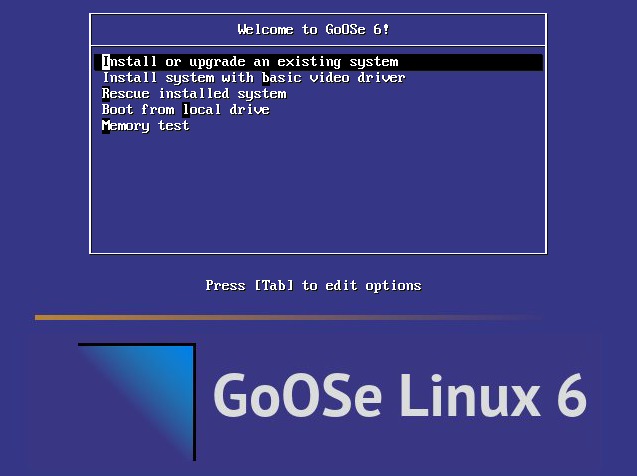 Welcome to GoOSe 6!
Install or upgrade an existing system
Install system with basic video driver
Rescue installed system
Boot from local drive
Memory test
Press [Tab] to edit options
GoOSe Linux 6